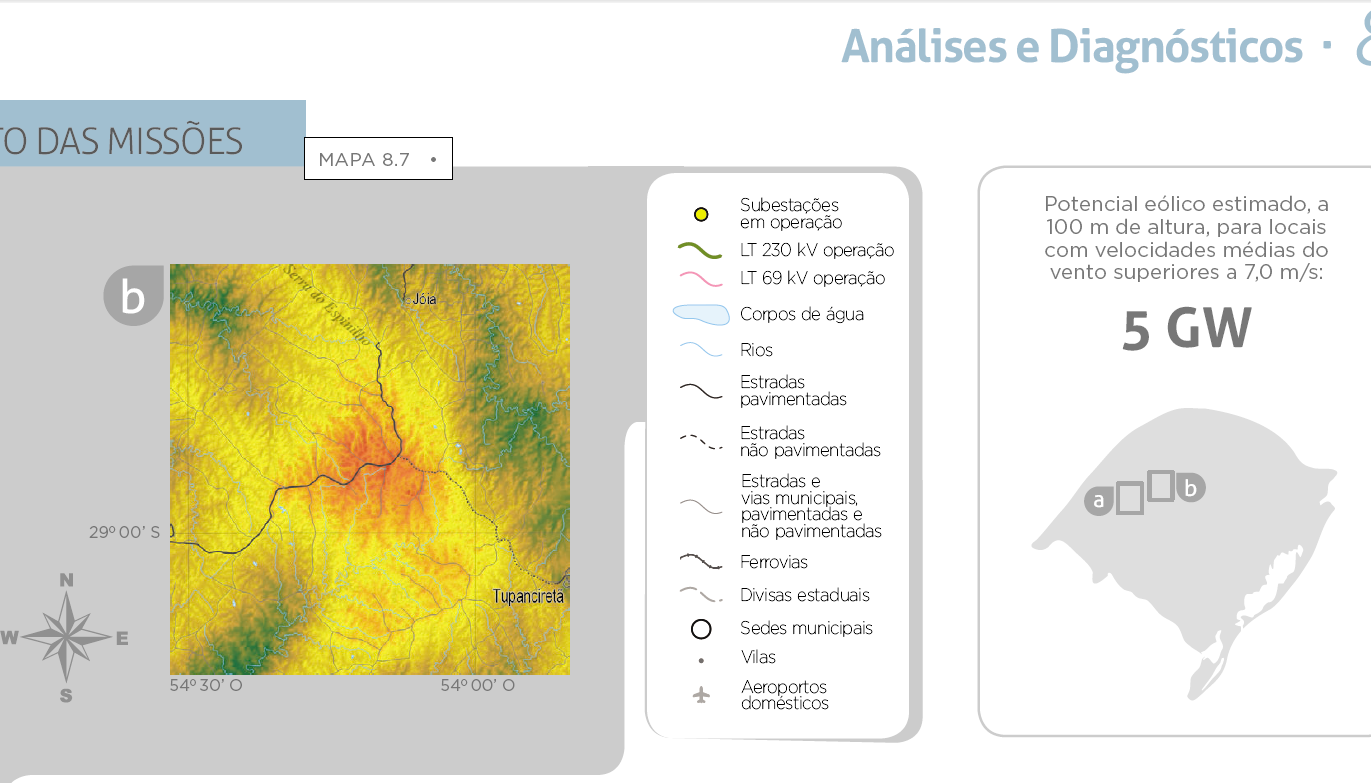 Análises e Diagnósticos · 8
TO DAS MISSÕES
MAPA 8.7 •
b
Serra do Espinilho
Jóia
29º 00' S
Tupanciretã
54º 30' O
54º 00' O
N
W
E
S
Subestações
em operação
LT 230 kV operação
LT 69 kV operação
Corpos de água
Rios
Estradas
pavimentadas
Estradas
não pavimentadas
Estradas e
vias municipais,
pavimentadas e
não pavimentadas
Ferrovias
Divisas estaduais
Sedes municipais
Vilas
Aeroportos
domésticos
Potencial eólico estimado, a
100 m de altura, para locais
com velocidades médias do
vento superiores a 7,0 m/s:
5 GW
a
b